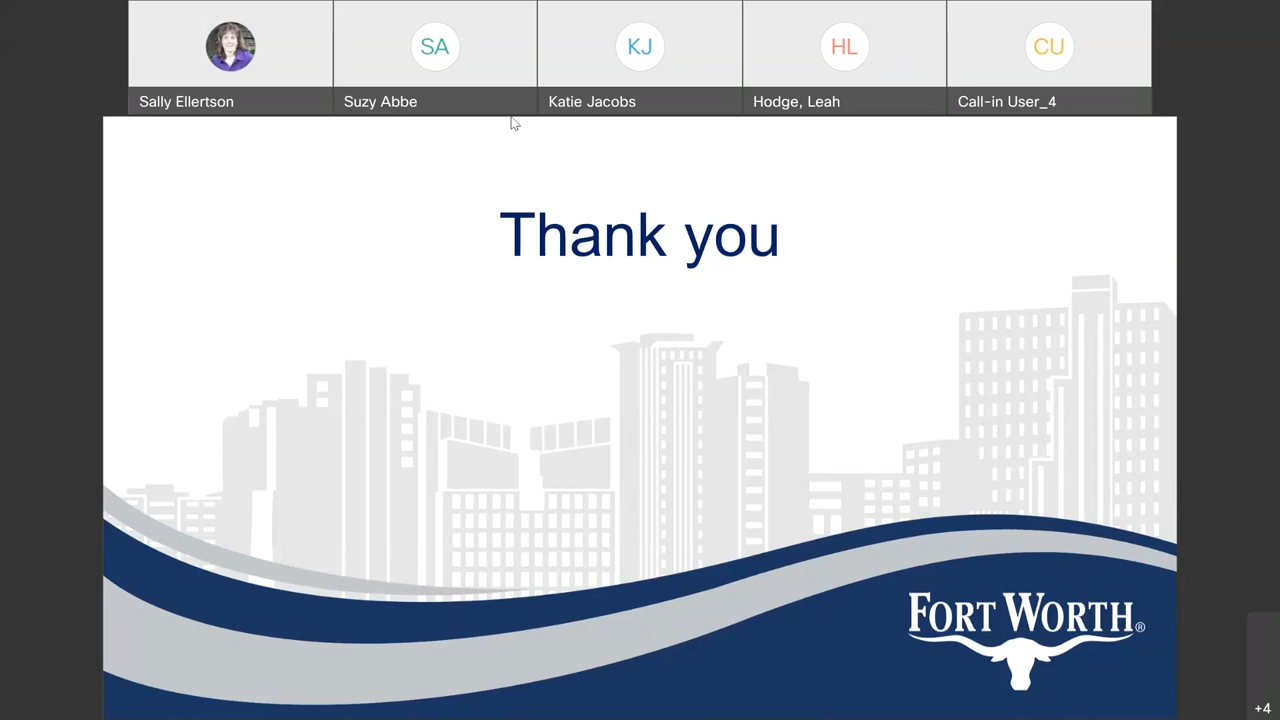 SA
KJ
HL
CU
Sally Ellertson
Suzy Abbe
Katie Jacobs
Hodge, Leah
Call-in User_4
Thank you
FORT WORTH®
+4